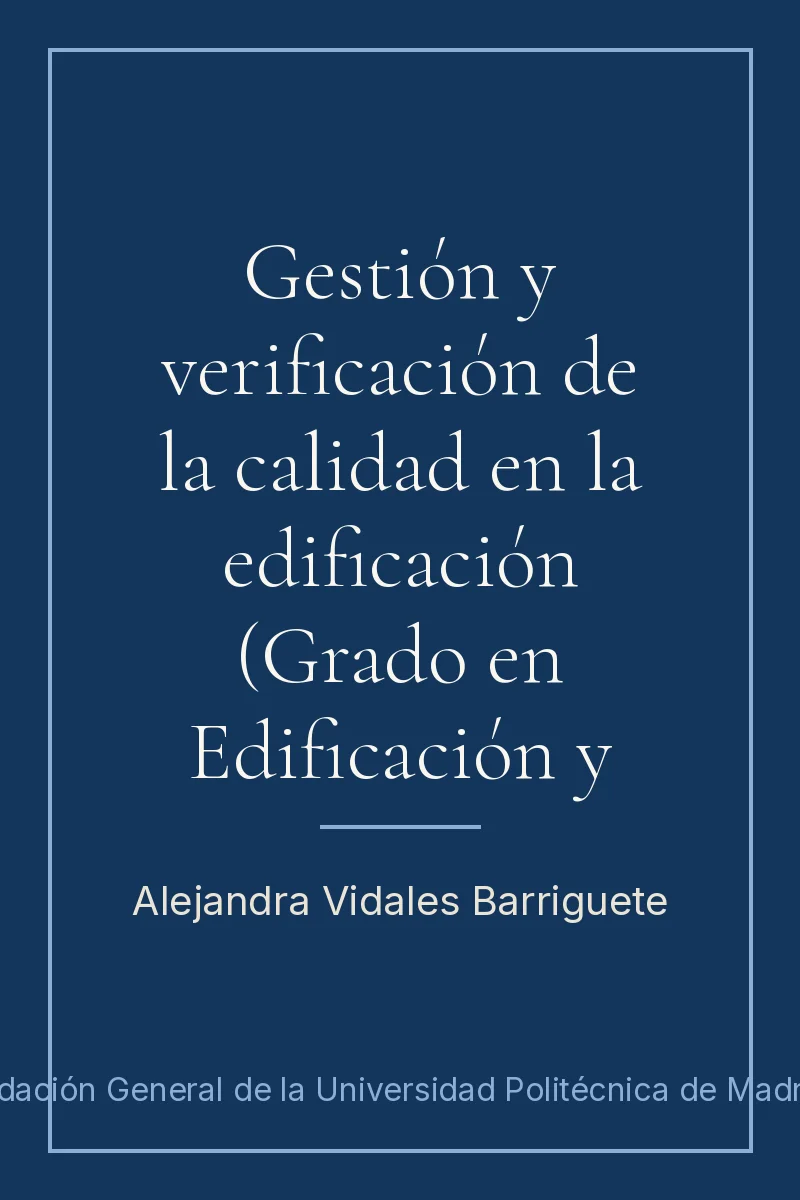 Gestión y
verificación de
la calidad en la
edificación
(Grado en
Edificación y
Alejandra Vidales Barriguete
dación General de la Universidad Politécnica de Madr